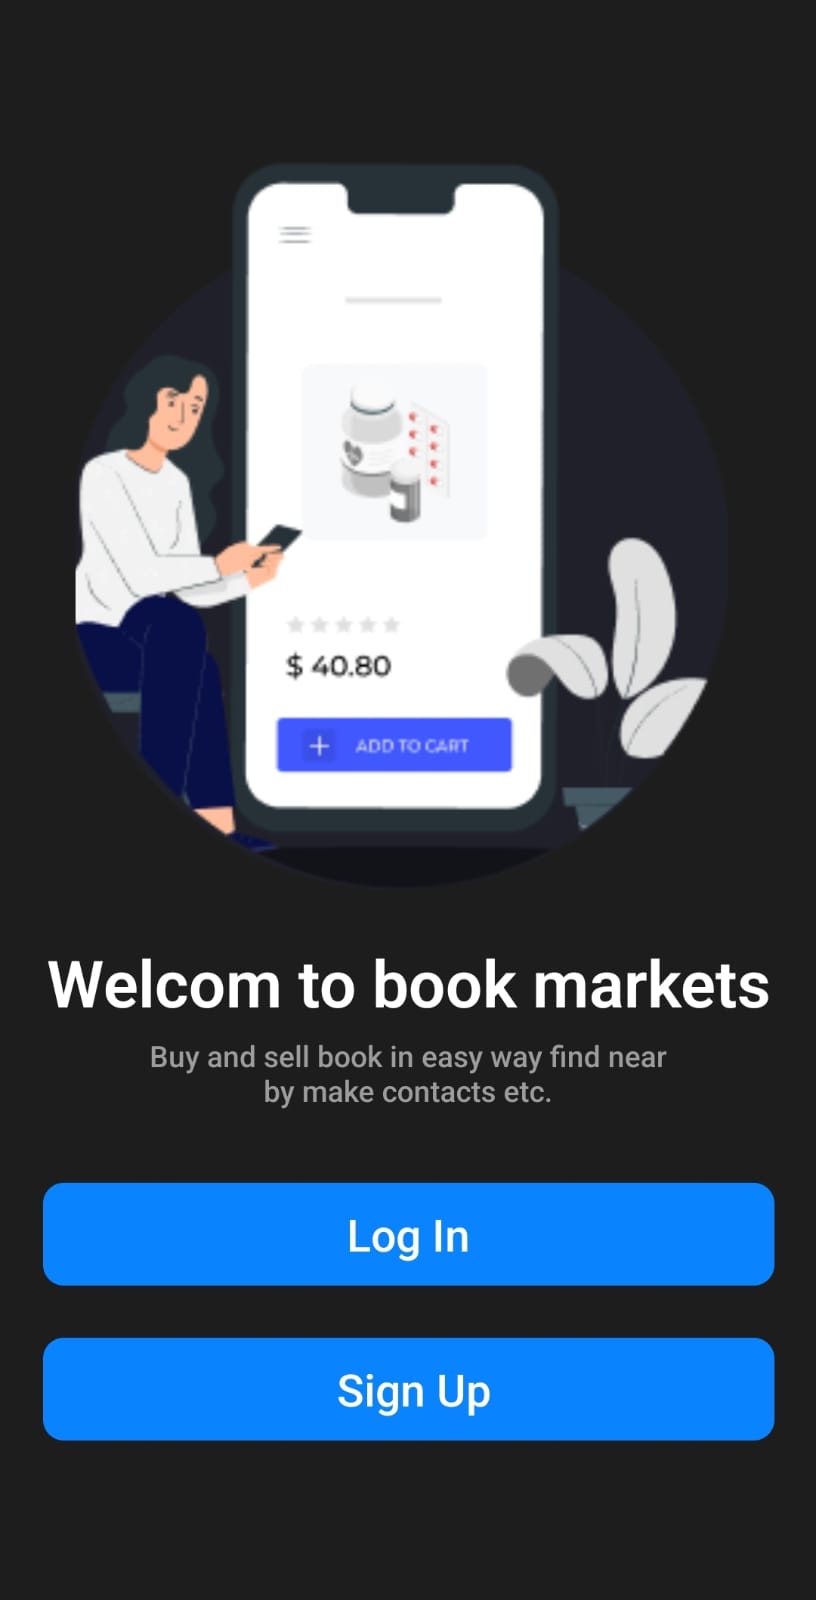 $ 40.80
ADD TO CART
Welcom to book markets
Buy and sell book in easy way find near
by make contacts etc.
Log In
Sign Up